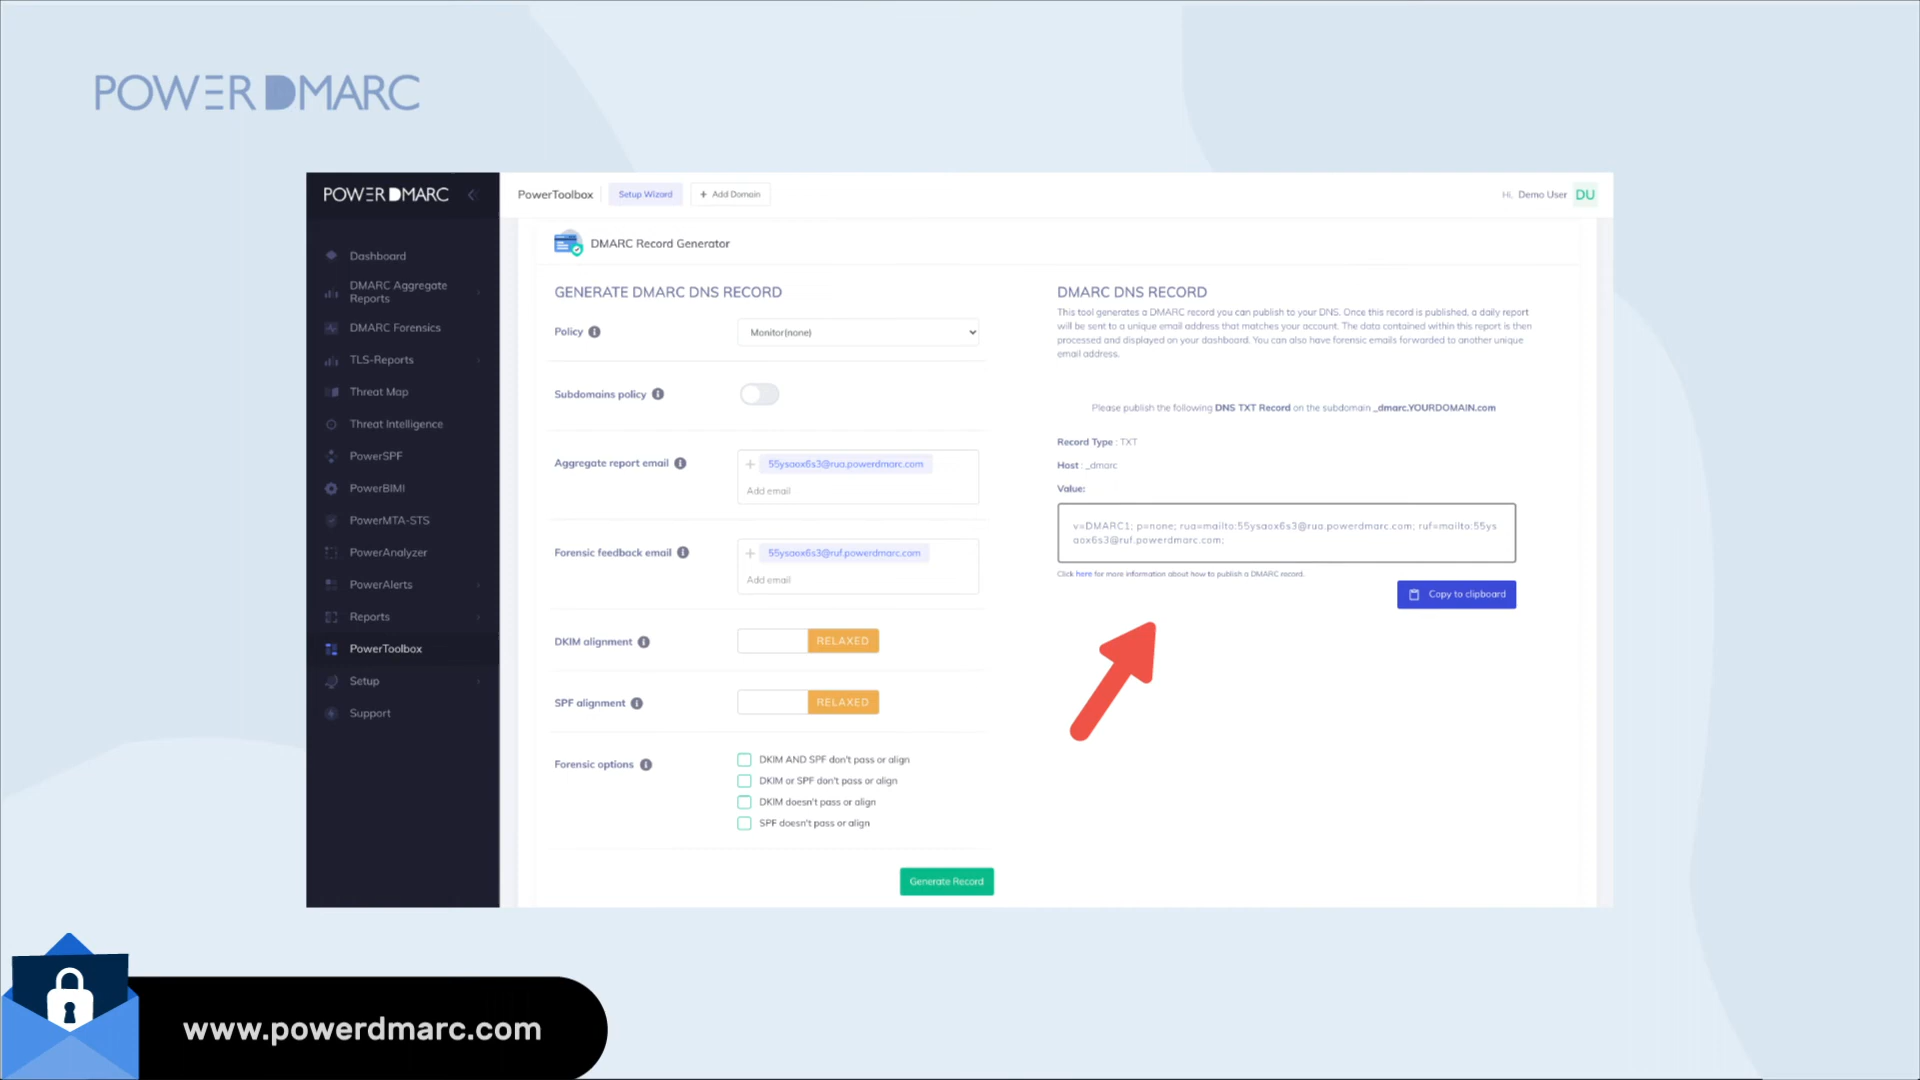 POWER DMARC
POWER DMARC
PowerToolbox
Setup Wizard
+ Add Domain
Hi, Demo User DU
Dashboard
DMARC Aggregate
Reports
DMARC Forensics
TLS-Reports
Threat Map
Threat Intelligence
PowerSPF
PowerBIMI
PowerMTA-STS
PowerAnalyzer
PowerAlerts
Reports
PowerToolbox
Setup
Support
DMARC Record Generator
GENERATE DMARC DNS RECORD
Policy
Monitor(none)
Subdomains policy
Aggregate report email
+ 55ysaox6s3@rua.powerdmarc.com
Add email
Forensic feedback email
+ 55ysaox6s3@ruf.powerdmarc.com
Add email
DKIM alignment
RELAXED
SPF alignment
RELAXED
Forensic options
DKIM AND SPF don't pass or align
DKIM or SPF don't pass or align
DKIM doesn't pass or align
SPF doesn't pass or align
Generate Record
DMARC DNS RECORD
This tool generates a DMARC record you can publish to your DNS. Once this record is published, a daily report
will be sent to a unique email address that matches your account. The data contained within this report is then
processed and displayed on your dashboard. You can also have forensic emails forwarded to another unique
email address.
Please publish the following DNS TXT Record on the subdomain _dmarc.YOURDOMAIN.com
Record Type : TXT
Host : _dmarc
Value:
v=DMARC1; p=none; rua=mailto:55ysaox6s3@rua.powerdmarc.com; ruf=mailto:55ys
aox6s3@ruf.powerdmarc.com;
Click here for more information about how to publish a DMARC record.
Copy to clipboard
www.powerdmarc.com